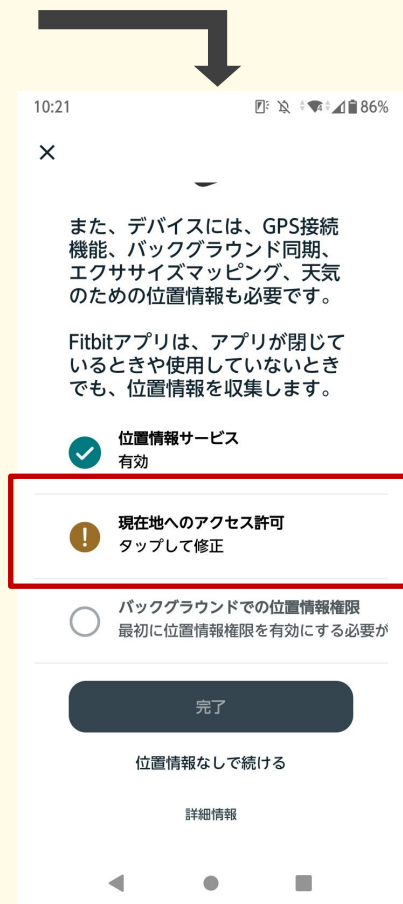 10:21
86%
また、デバイスには、GPS接続
機能、バックグラウンド同期、
エクササイズマッピング、天気
のための位置情報も必要です。
Fitbitアプリは、アプリが閉じて
いるときや使用していないとき
でも、位置情報を収集します。
位置情報サービス
有効
現在地へのアクセス許可
タップして修正
バックグラウンドでの位置情報権限
最初に位置情報権限を有効にする必要が
完了
位置情報なしで続ける
詳細情報